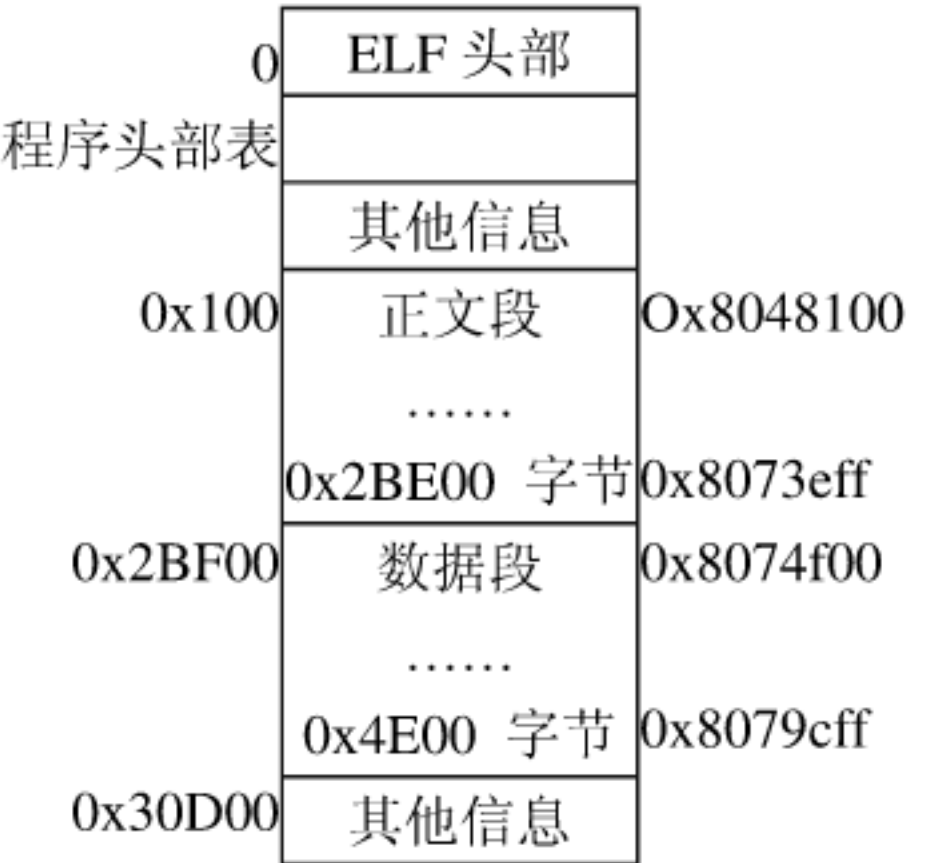 0 ELF 头部
程序头部表
其他信息
0x100 正文段 Ox8048100
……
0x2BE00 字节 0x8073eff
0x2BF00 数据段 0x8074f00
……
0x4E00 字节 0x8079cff
0x30D00 其他信息